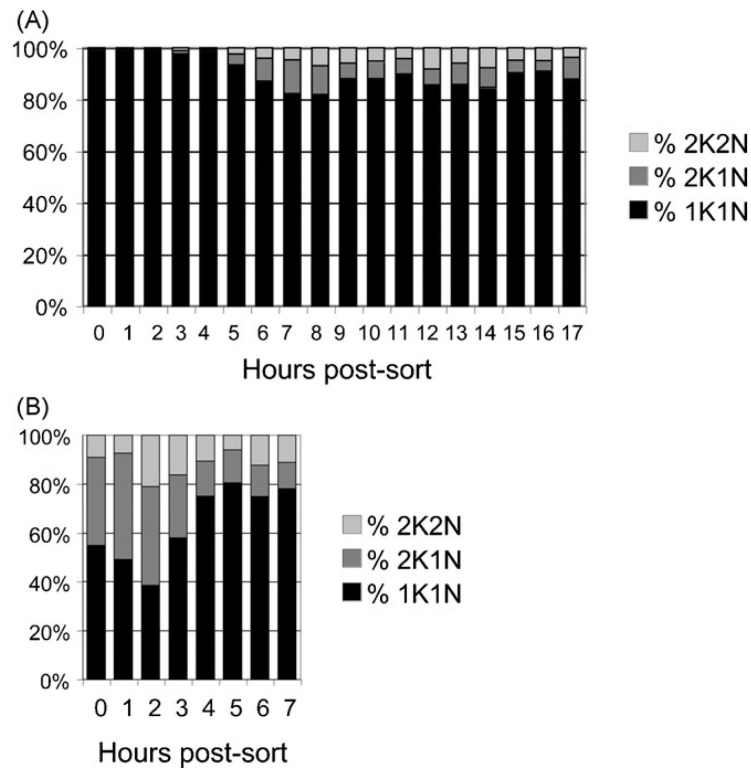 (A)
100%
80%
60%
40%
20%
0%
0 1 2 3 4 5 6 7 8 9 10 11 12 13 14 15 16 17
Hours post-sort
% 2K2N
% 2K1N
% 1K1N
(B)
100%
80%
60%
40%
20%
0%
0 1 2 3 4 5 6 7
Hours post-sort
% 2K2N
% 2K1N
% 1K1N